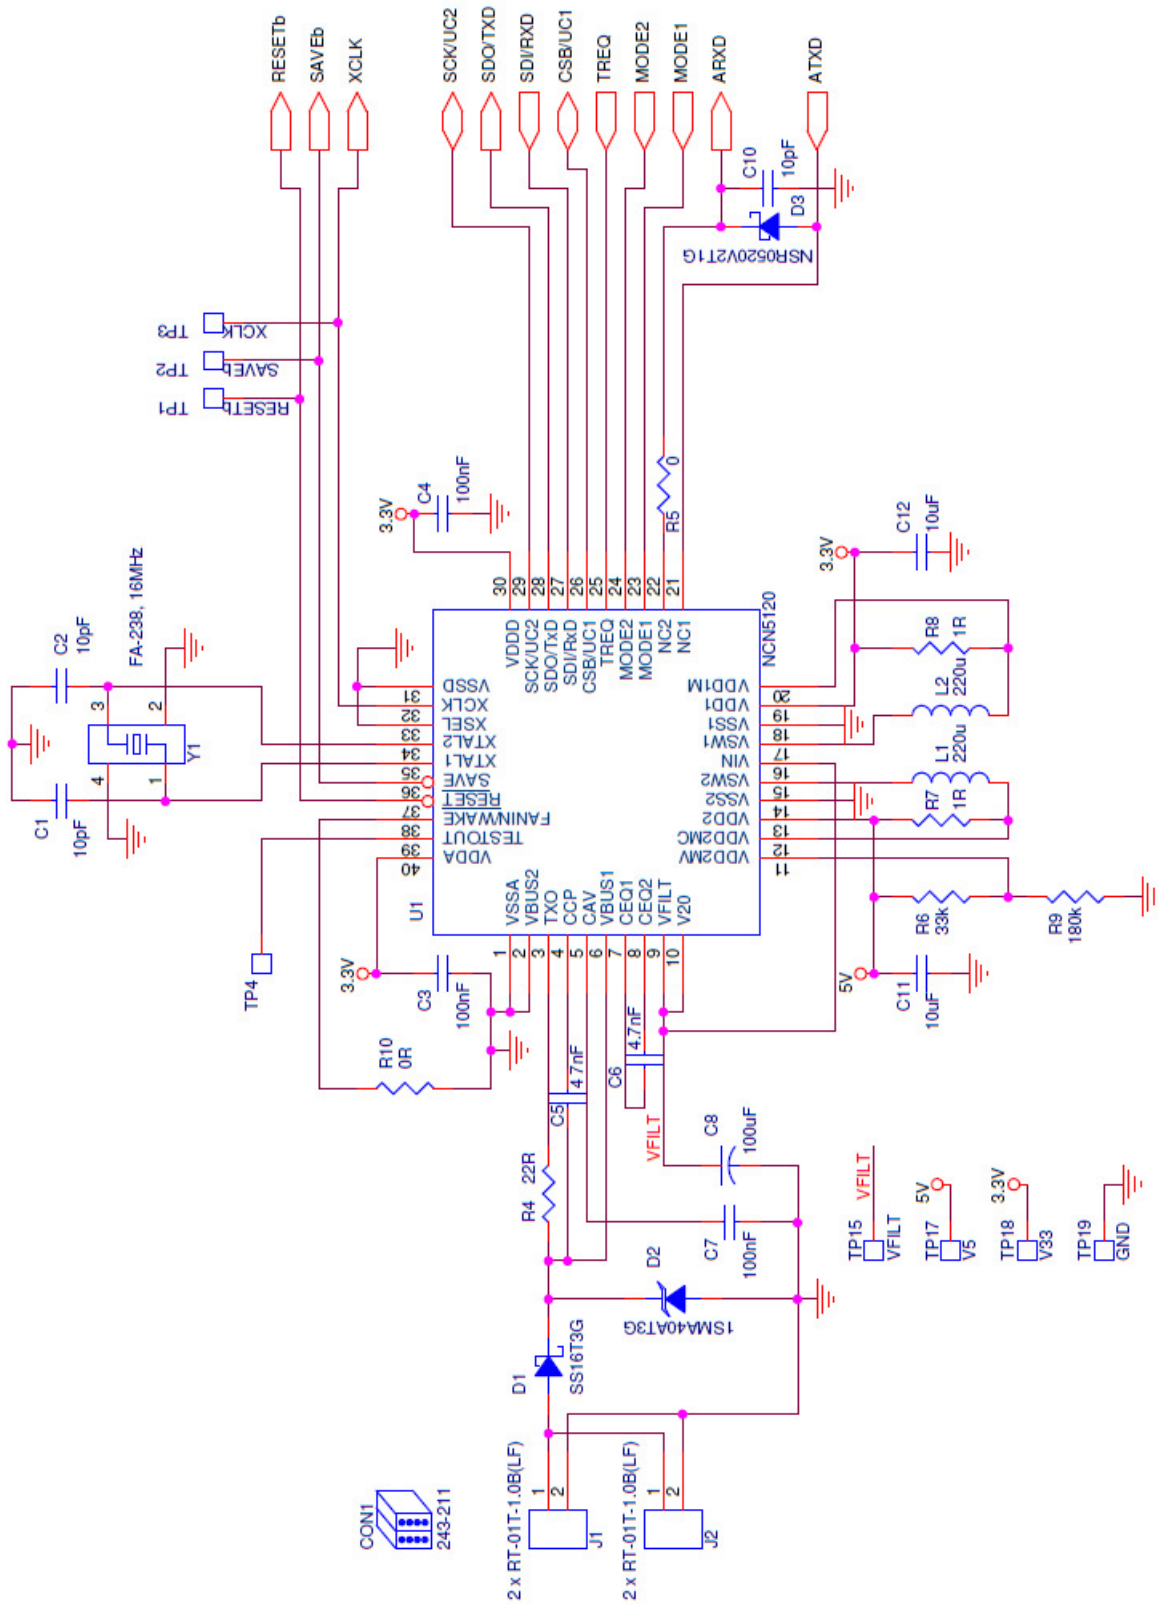 RESETb
SAVEb
XCLK
SCK/UC2
SDO/TXD
SDI/RXD
CSB/UC1
TREQ
MODE2
MODE1
ARXD
ATXD
C10
10pF
D3
NSR0520V2T1G
TP3
XCLK
TP2
SAVEb
TP1
RESETb
3.3V
C4
100nF
R5
0
3.3V
C12
10uF
FA-238, 16MHz
C2
10pF
3
2
4
1
Y1
C1
10pF
30
29
28
27
26
25
24
23
22
21
VDDD
SCK/UC2
SDO/TxD
SDI/RxD
CSB/UC1
TREQ
MODE2
MODE1
NC2
NC1
NCN5120
31
32
33
34
35
36
37
38
39
40
VSSD
XCLK
XSEL
XTAL2
XTAL1
SAVE
RESET
FANIN/WAKE
TESTOUT
VDDA
VDD1M
VDD1
VSS1
VSW1
VIN
VSW2
VSS2
VDD2
VDD2MC
VDD2MV
20
19
18
17
16
15
14
13
12
11
R8
1R
L2
220u
L1
220u
R7
1R
R6
33k
R9
180k
U1
VSSA
VBUS2
TXO
CCP
CAV
VBUS1
CEQ1
CEQ2
VFILT
V20
1
2
3
4
5
6
7
8
9
10
TP4
3.3V
C3
100nF
R10
0R
5V
C11
10uF
C5
4.7nF
C6
4.7nF
VFILT
R4
22R
C8
100uF
C7
100nF
D2
1SMA40AT3G
D1
SS16T3G
VFILT
TP15
VFILT
5V
TP17
V5
3.3V
TP18
V33
TP19
GND
CON1
243-211
2 x RT-01T-1.0B(LF)
1
2
J1
2 x RT-01T-1.0B(LF)
1
2
J2